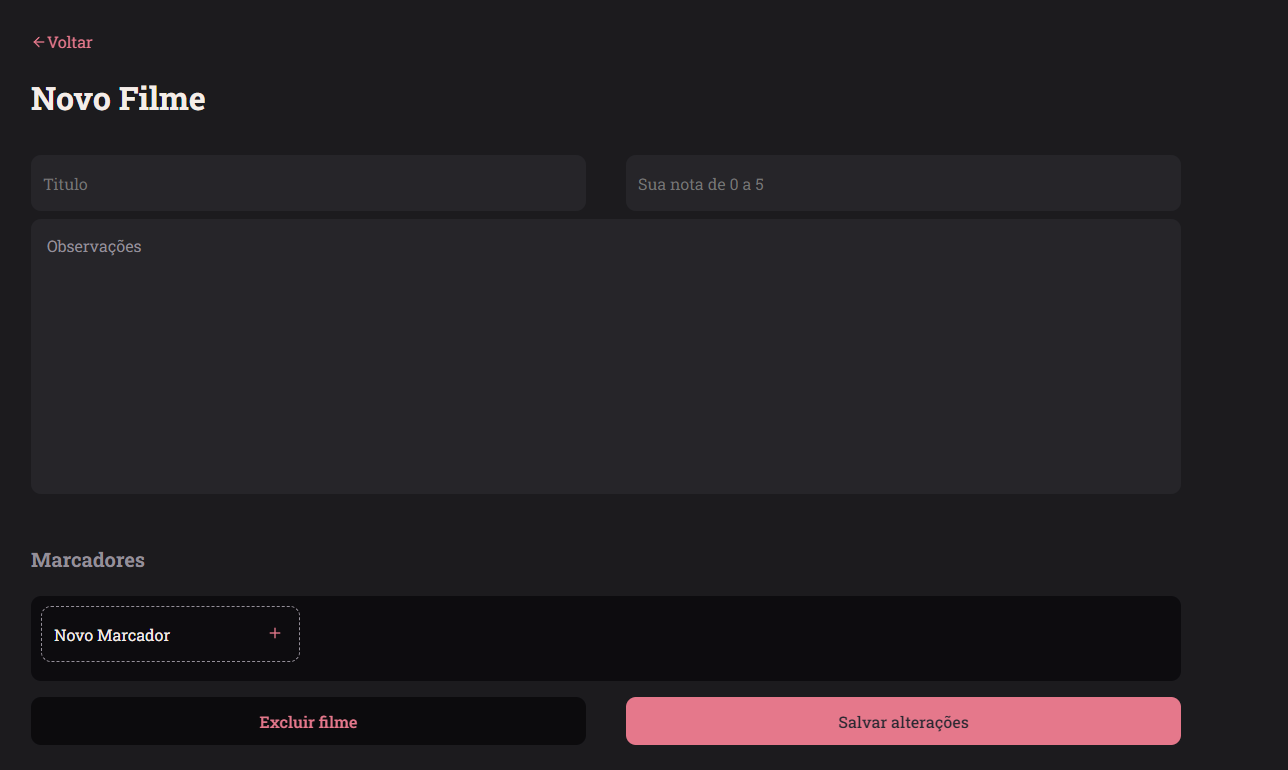 Voltar
Novo Filme
Titulo
Sua nota de 0 a 5
Observações
Marcadores
Novo Marcador
Excluir filme
Salvar alterações